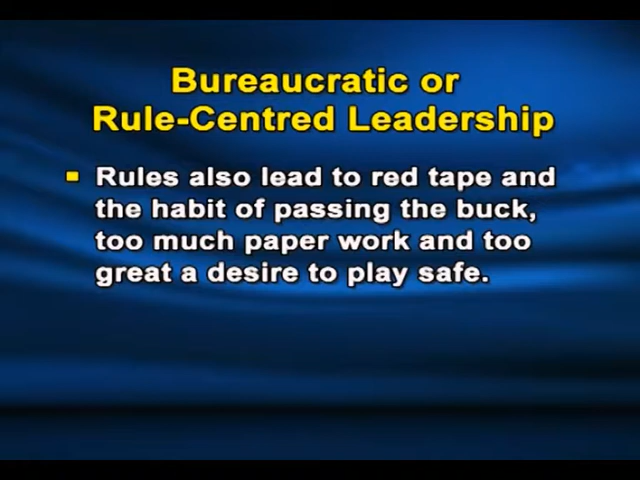 Bureaucratic or
Rule-Centred Leadership
Rules also lead to red tape and
the habit of passing the buck,
too much paper work and too
great a desire to play safe.